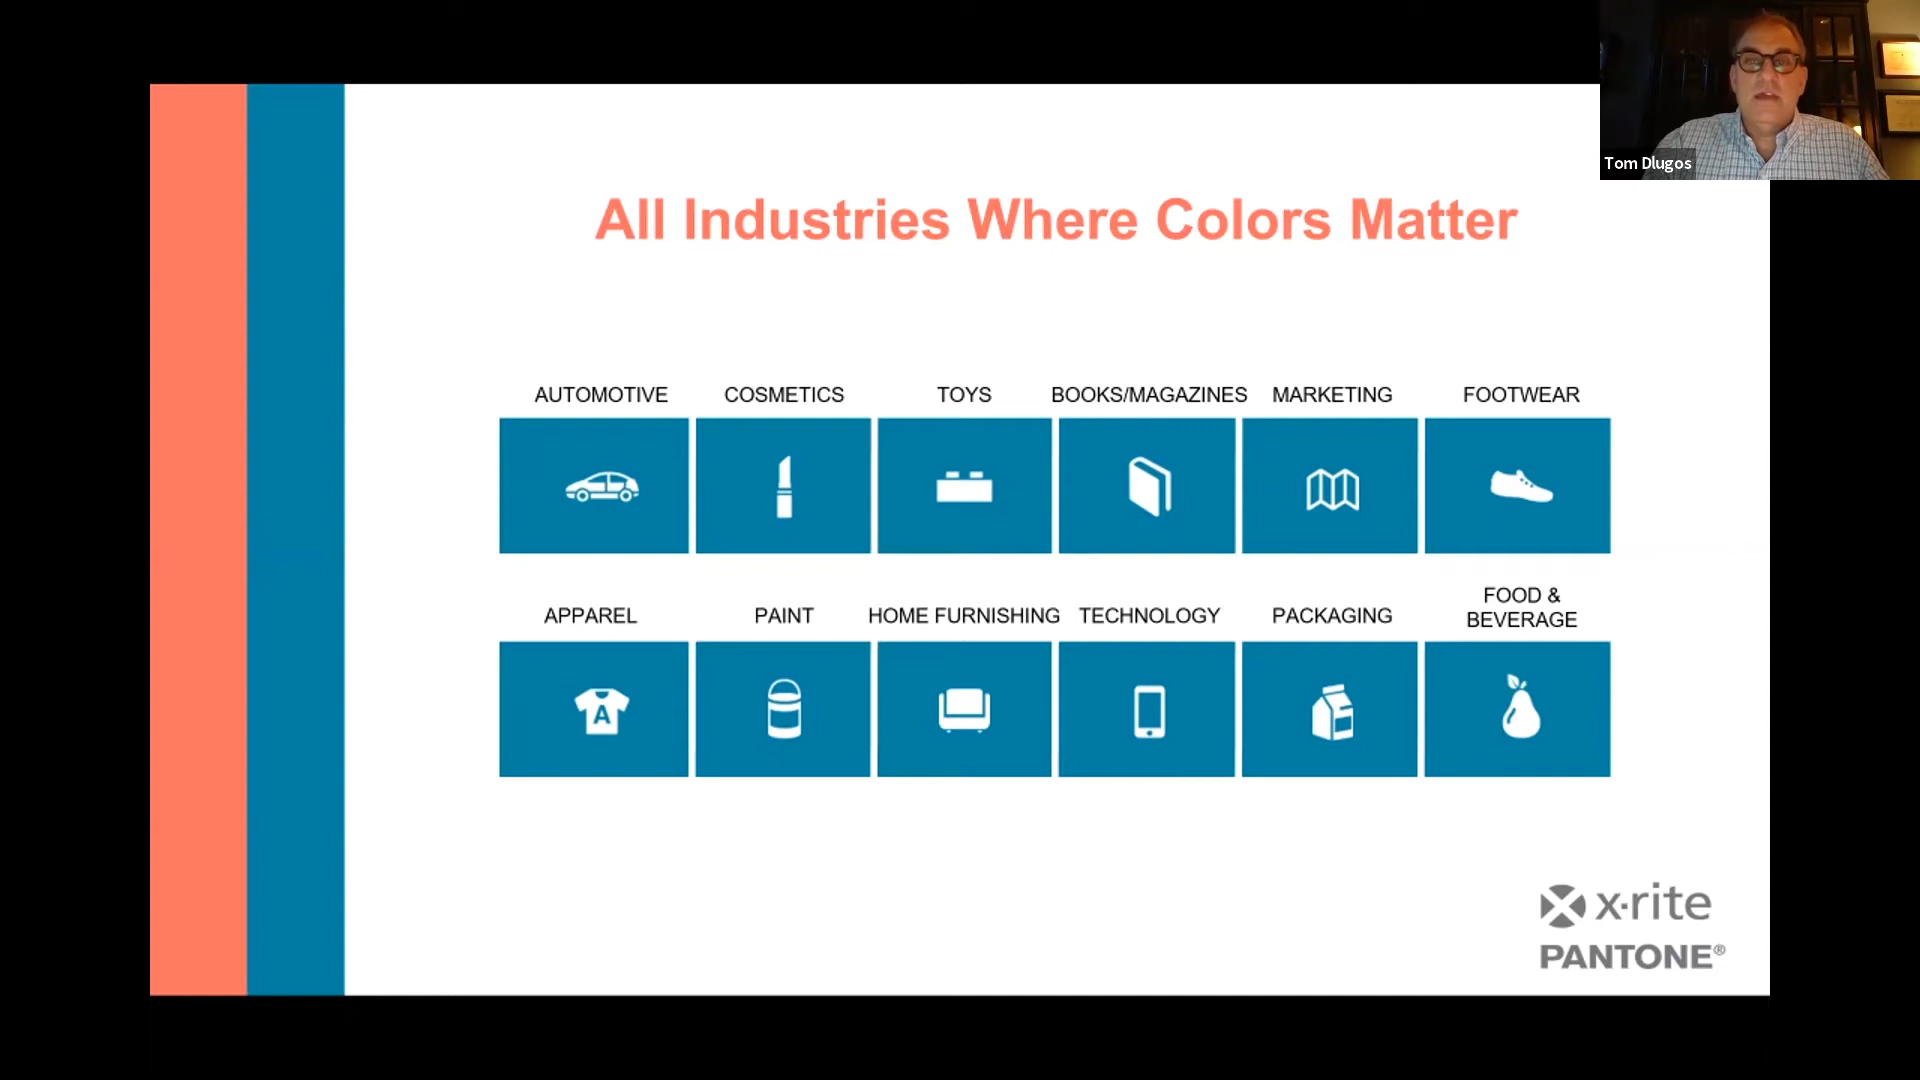 Tom Dlugos
All Industries Where Colors Matter
AUTOMOTIVE
COSMETICS
TOYS
BOOKS/MAGAZINES
MARKETING
FOOTWEAR
APPAREL
PAINT
HOME FURNISHING
TECHNOLOGY
PACKAGING
FOOD &
BEVERAGE
A
x·rite
PANTONE®